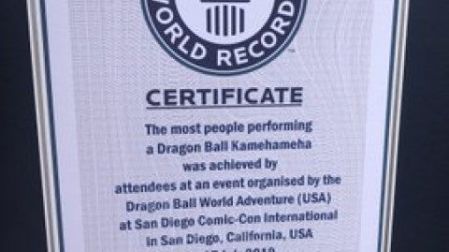 WORLD RECORD
CERTIFICATE
The most people performing
a Dragon Ball Kamehameha
was achieved by
attendees at an event organised by the
Dragon Ball World Adventure (USA)
at San Diego Comic-Con International
in San Diego, California, USA
2019